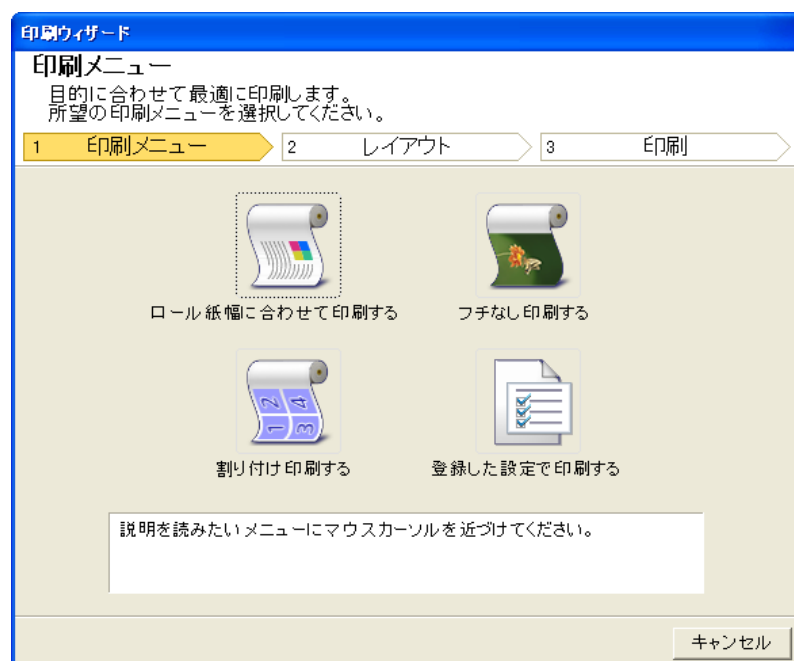 印刷ウィザード
印刷メニュー
目的に合わせて最適に印刷します。
所望の印刷メニューを選択してください。
1 印刷メニュー 2 レイアウト 3 印刷
ロール紙幅に合わせて印刷する フチなし印刷する
1 2 3 4
割り付け印刷する 登録した設定で印刷する
説明を読みたいメニューにマウスカーソルを近づけてください。
キャンセル